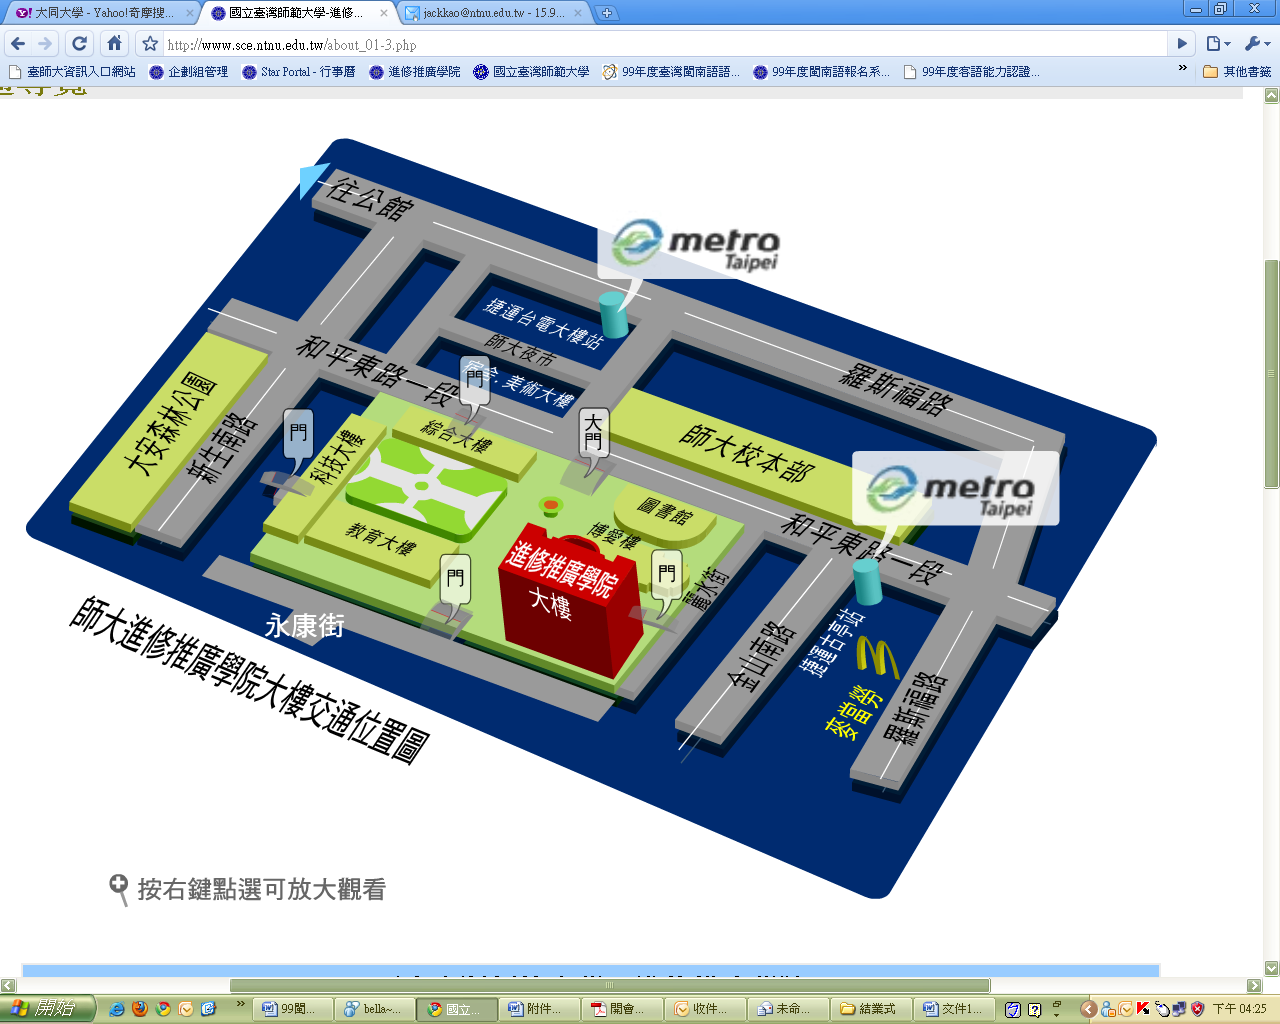 大同大學 - Yahoo!奇摩搜...
國立臺灣師範大學-進修...
jackkao@ntnu.edu.tw - 15.9...
http://www.sce.ntnu.edu.tw/about_01-3.php
臺師大資訊入口網站
企劃組管理
Star Portal - 行事曆
進修推廣學院
國立臺灣師範大學
99年度臺灣閩南語語...
99年度閩南語報名系...
99年度客語能力認證...
»
其他書籤
往公館
metro
Taipei
捷運台電大樓站
師大夜市
和平東路一段
門
美術大樓
羅斯福路
大安森林公園
新生南路
門
科技大樓
綜合大樓
大門
師大校本部
metro
Taipei
圖書館
博愛樓
和平東路一段
教育大樓
進修推廣學院
大樓
門
門
麗水街
永康街
金山南路
捷運古亭站
麥當勞
羅斯福路
師大進修推廣學院大樓交通位置圖
按右鍵點選可放大觀看
開始
»
99閩...
bella~...
國立...
附件...
開會...
收件...
未命...
結業式
文件1...
下午 04:25